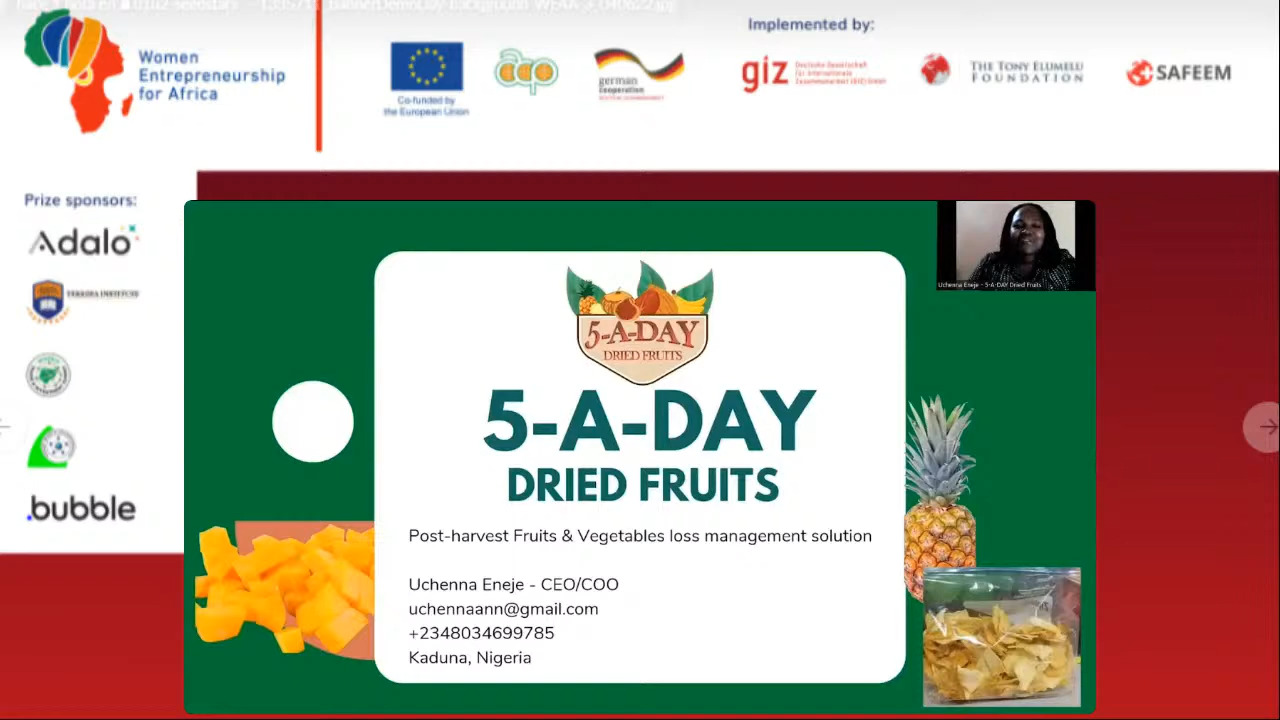 Implemented by:
Women
Entrepreneurship
for Africa
Co-funded by
the European Union
german
cooperation
giz
THE TONY ELUMELU
FOUNDATION
SAFEEM
Prize sponsors:
Adalo
.bubble
Uchenna Eneje - 5-A-DAY Dried Fruits
5-A-DAY
DRIED FRUITS
5-A-DAY
DRIED FRUITS
Post-harvest Fruits & Vegetables loss management solution
Uchenna Eneje - CEO/COO
uchennaann@gmail.com
+2348034699785
Kaduna, Nigeria